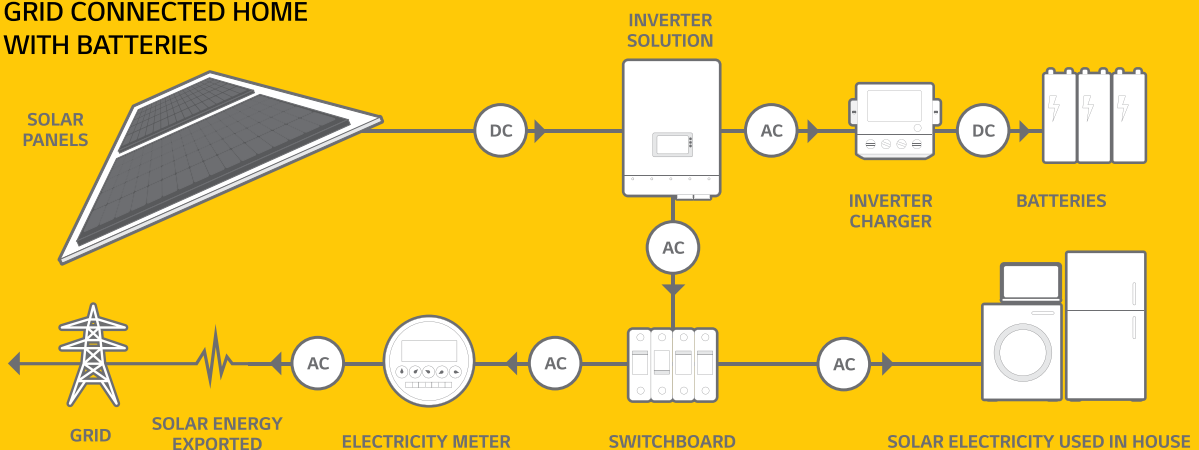 GRID CONNECTED HOME
WITH BATTERIES
INVERTER
SOLUTION
SOLAR
PANELS
DC
AC
DC
INVERTER
CHARGER
BATTERIES
AC
AC
AC
AC
GRID
SOLAR ENERGY
EXPORTED
ELECTRICITY METER
SWITCHBOARD
SOLAR ELECTRICITY USED IN HOUSE